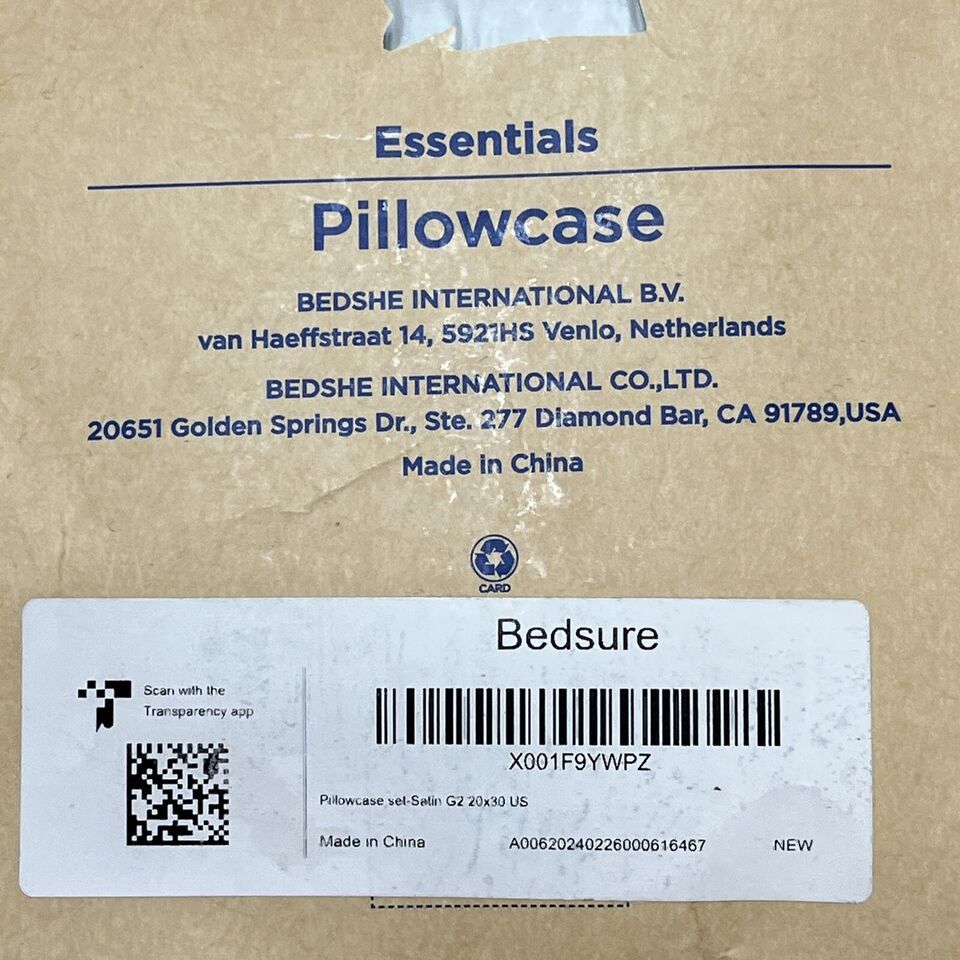 Essentials
Pillowcase
BEDSHE INTERNATIONAL B.V.
van Haeffstraat 14, 5921HS Venlo, Netherlands
BEDSHE INTERNATIONAL CO.,LTD.
20651 Golden Springs Dr., Ste. 277 Diamond Bar, CA 91789,USA
Made in China
CARD
Bedsure
Scan with the
Transparency app
X001F9YWPZ
Pillowcase set-Satin G2 20x30 US
Made in China A00620240226000616467 NEW